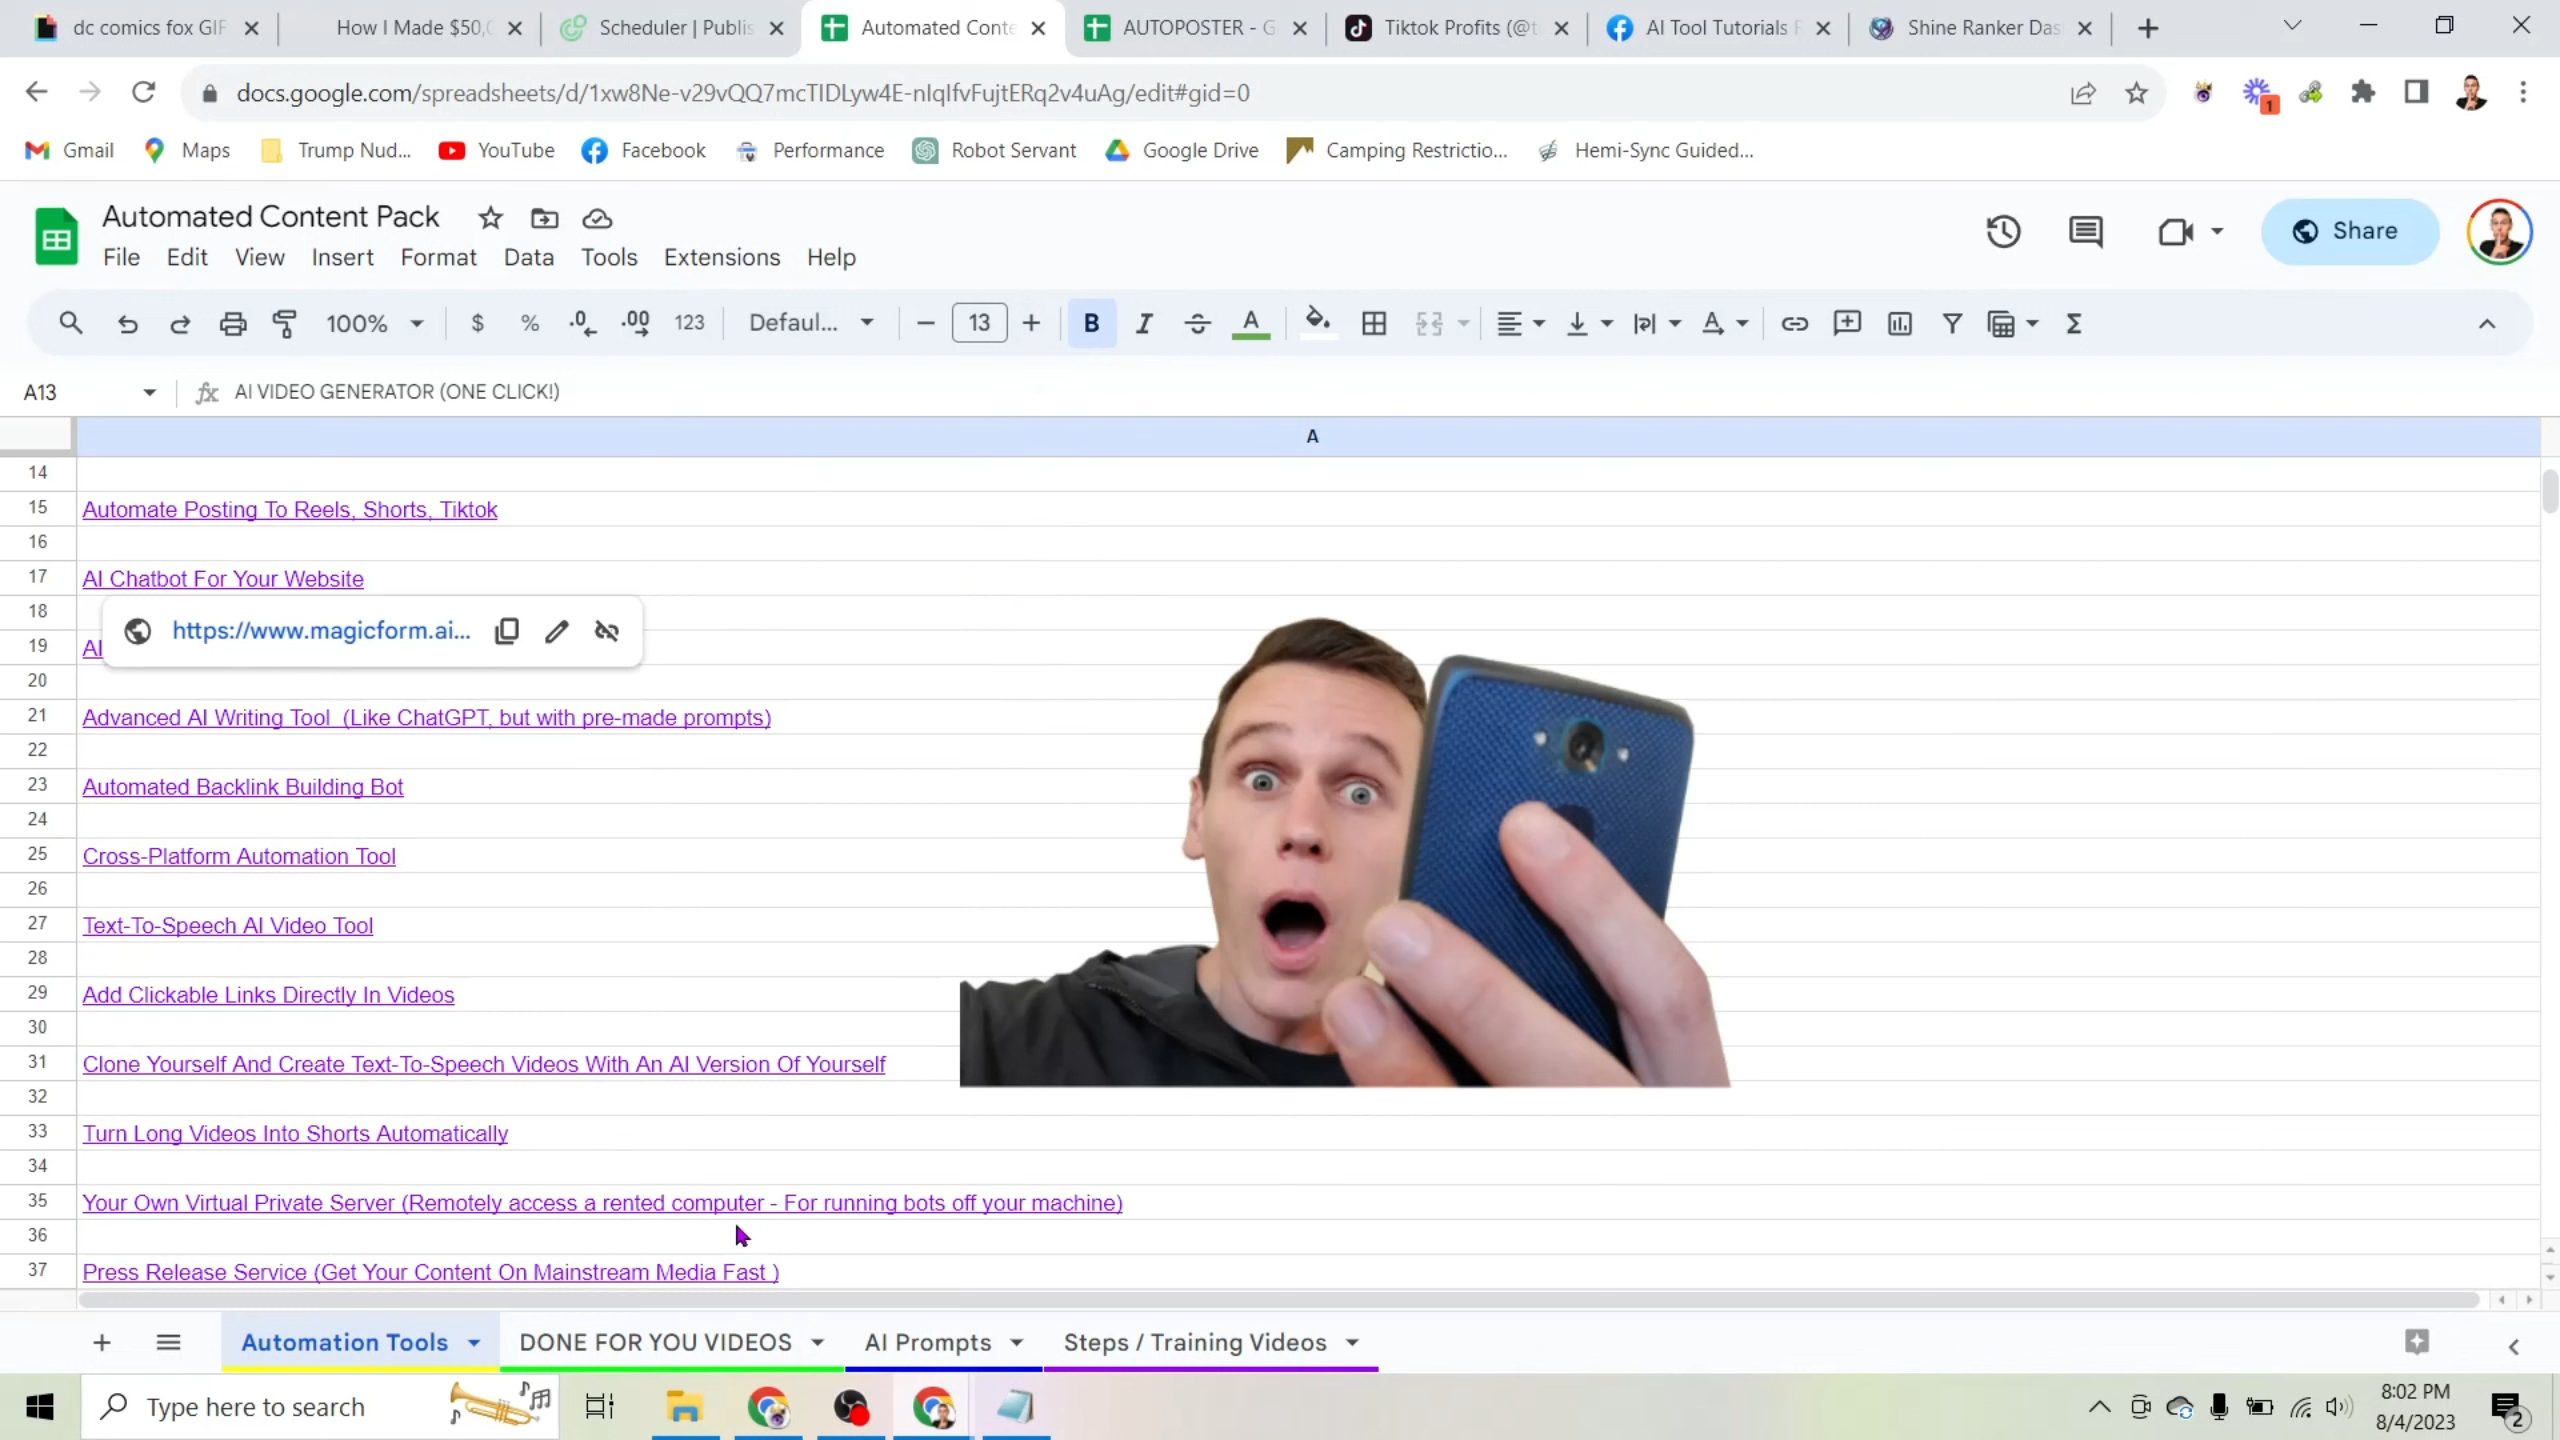 dc comics fox GIF
How I Made $50,0
Scheduler | Publis
Automated Conte
AUTOPOSTER - G
Tiktok Profits (@t
AI Tool Tutorials F
Shine Ranker Das
docs.google.com/spreadsheets/d/1xw8Ne-v29vQQ7mcTIDLyw4E-nIqIfvFujtERq2v4uAg/edit#gid=0
1
Gmail
Maps
Trump Nud...
YouTube
Facebook
Performance
Robot Servant
Google Drive
Camping Restrictio...
Hemi-Sync Guided...
Automated Content Pack
File Edit View Insert Format Data Tools Extensions Help
Share
100% $ % .0 .00 123 Defaul... 13 B I A
A13
AI VIDEO GENERATOR (ONE CLICK!)
A
14
15 Automate Posting To Reels, Shorts, Tiktok
16
17 AI Chatbot For Your Website
18
https://www.magicform.ai...
19 AI
20
21 Advanced AI Writing Tool (Like ChatGPT, but with pre-made prompts)
22
23 Automated Backlink Building Bot
24
25 Cross-Platform Automation Tool
26
27 Text-To-Speech AI Video Tool
28
29 Add Clickable Links Directly In Videos
30
31 Clone Yourself And Create Text-To-Speech Videos With An AI Version Of Yourself
32
33 Turn Long Videos Into Shorts Automatically
34
35 Your Own Virtual Private Server (Remotely access a rented computer - For running bots off your machine)
36
37 Press Release Service (Get Your Content On Mainstream Media Fast )
Automation Tools
DONE FOR YOU VIDEOS
AI Prompts
Steps / Training Videos
Type here to search
8:02 PM
8/4/2023
2